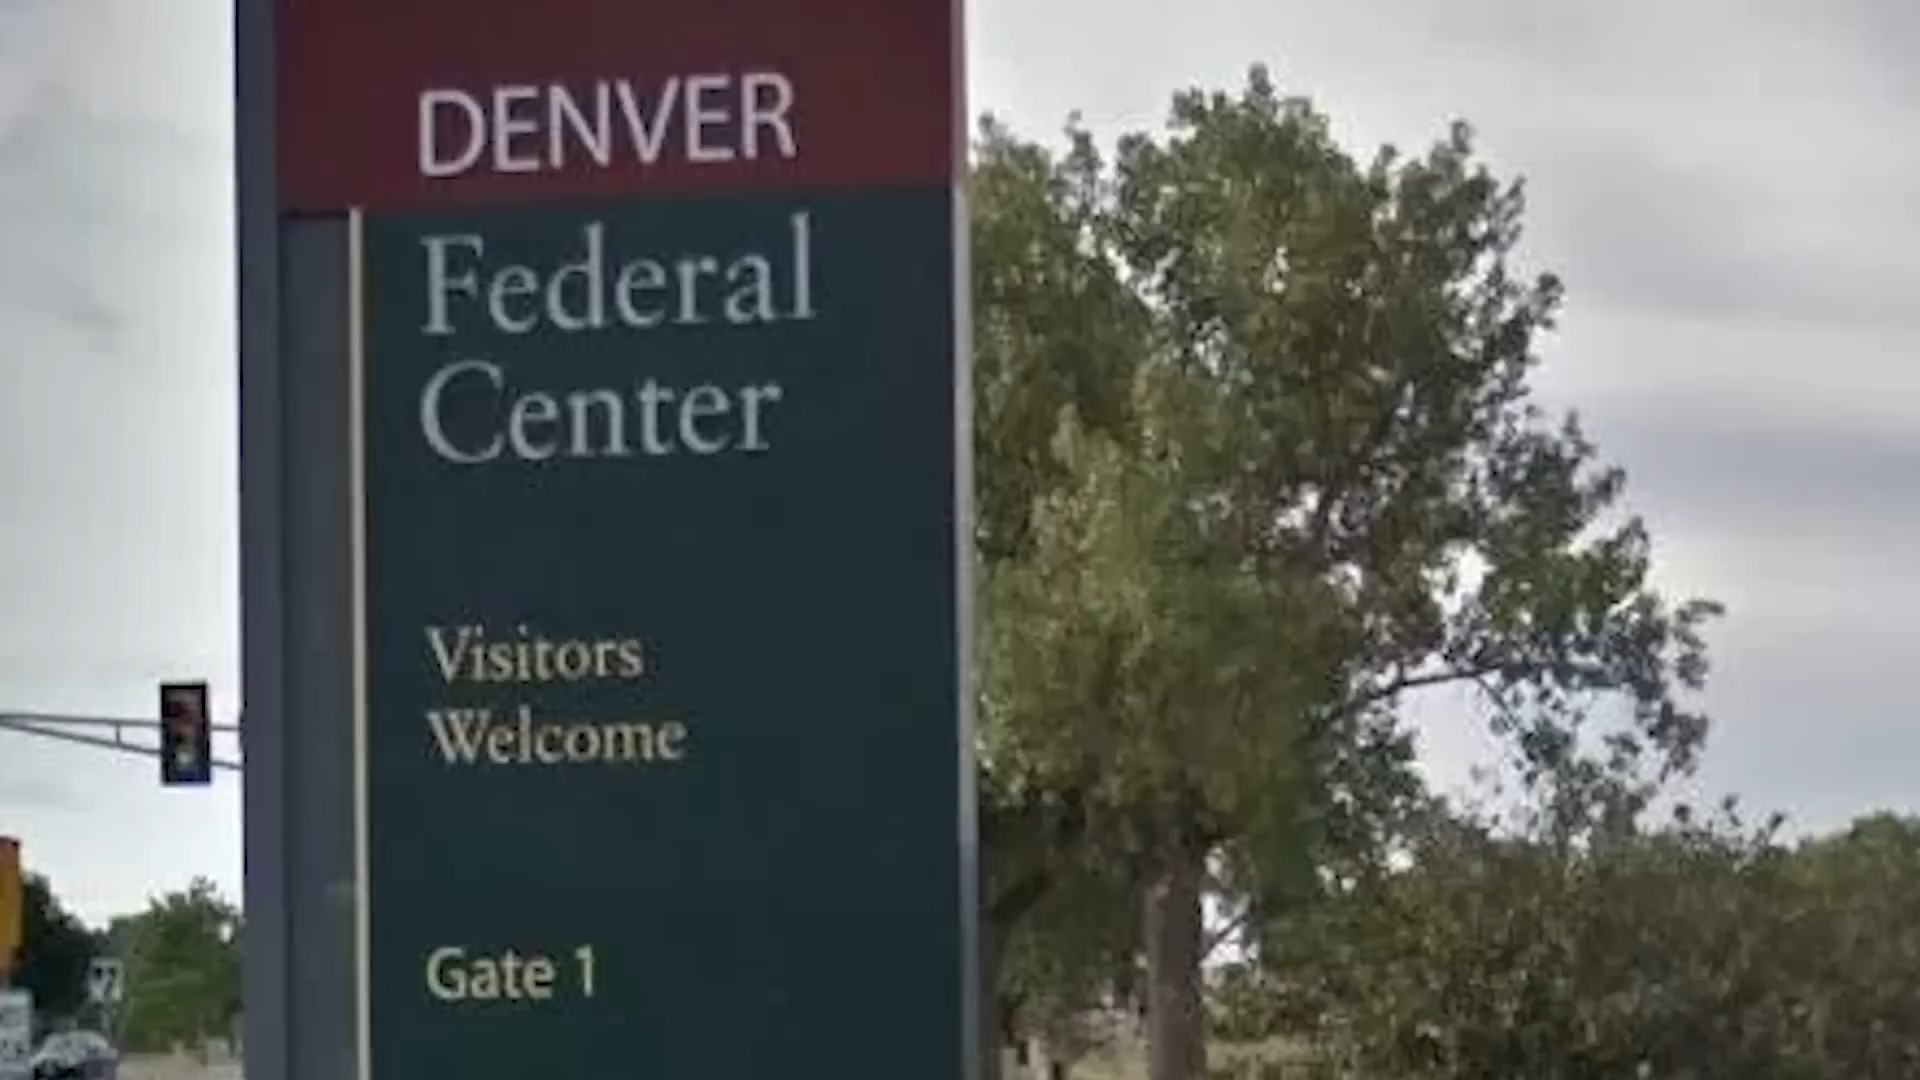 DENVER
Federal
Center
Visitors
Welcome
Gate 1